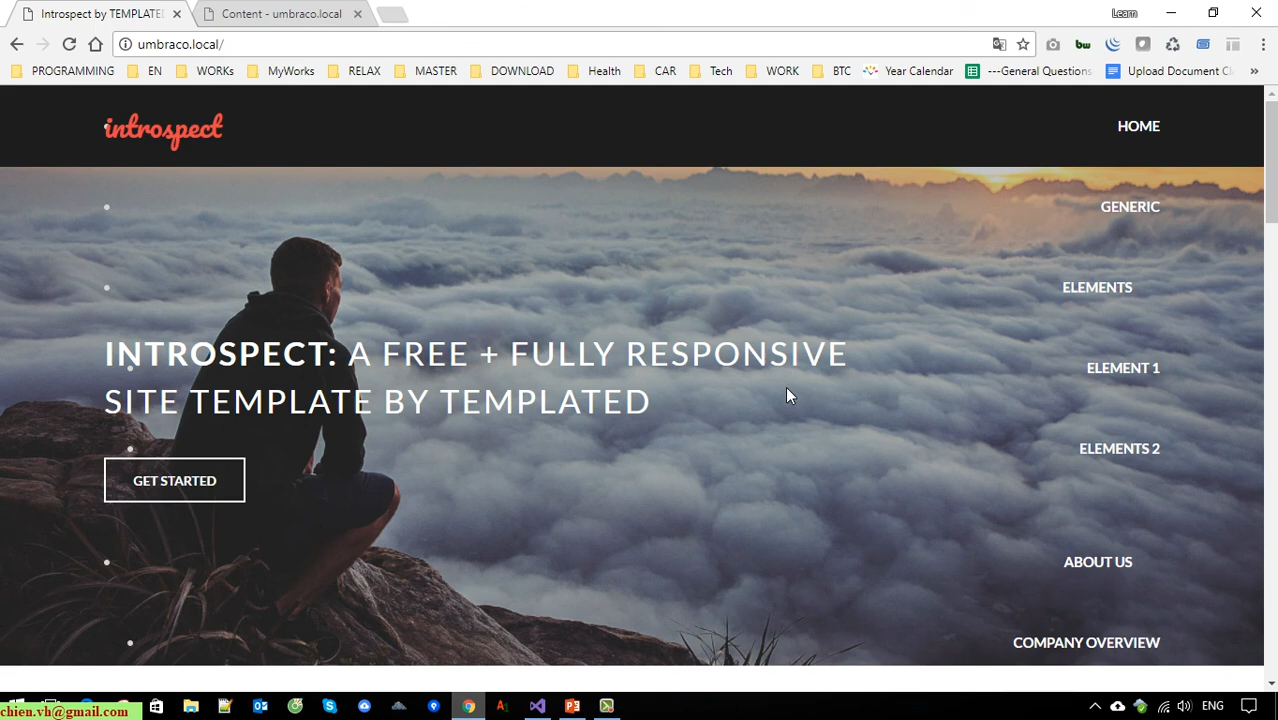 Introspect by TEMPLATED
Content - umbraco.local
Learn
umbraco.local/
PROGRAMMING EN WORKs MyWorks RELAX MASTER DOWNLOAD Health CAR Tech WORK BTC Year Calendar ---General Questions Upload Document
bw
introspect
HOME
GENERIC
ELEMENTS
INTROSPECT: A FREE + FULLY RESPONSIVE
SITE TEMPLATE BY TEMPLATED
ELEMENT 1
ELEMENTS 2
GET STARTED
ABOUT US
COMPANY OVERVIEW
chien.vh@gmail.com
ENG